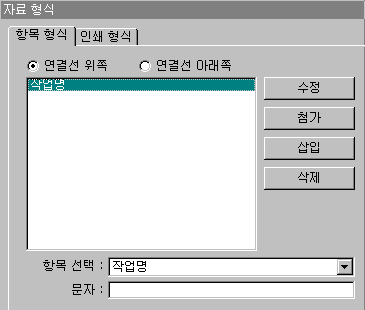 자료 형식
항목 형식 인쇄 형식
연결선 위쪽 연결선 아래쪽
작업명
수정
첨가
삽입
삭제
항목 선택 : 작업명
문자 :